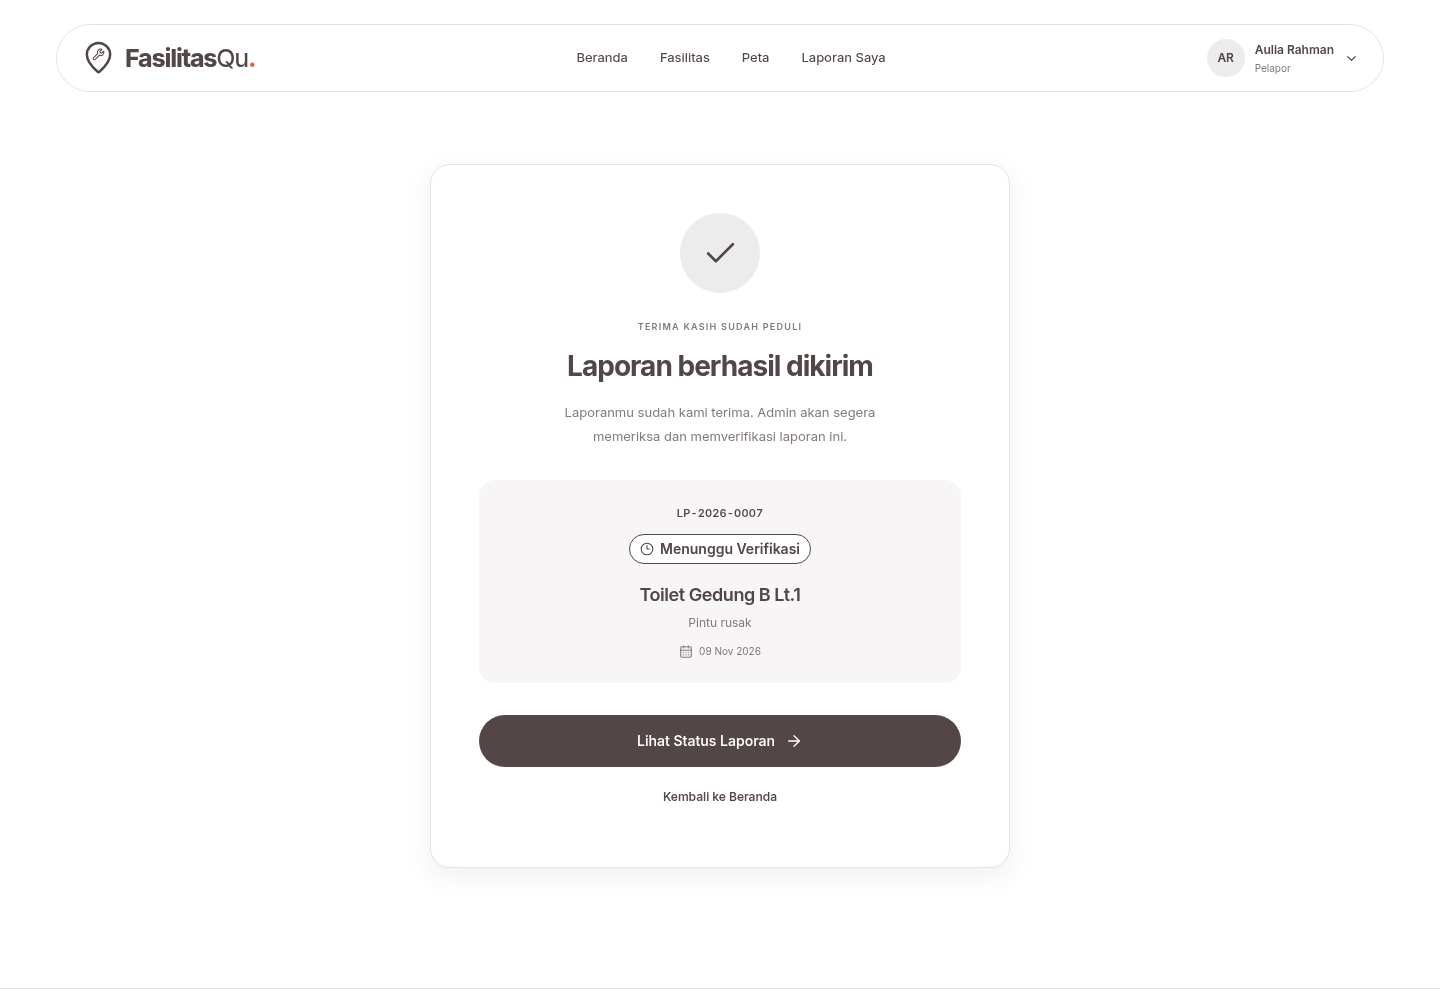 FasilitasQu.
Beranda
Fasilitas
Peta
Laporan Saya
AR
Aulia Rahman
Pelapor
TERIMA KASIH SUDAH PEDULI
Laporan berhasil dikirim
Laporanmu sudah kami terima. Admin akan segera
memeriksa dan memverifikasi laporan ini.
LP-2026-0007
Menunggu Verifikasi
Toilet Gedung B Lt.1
Pintu rusak
09 Nov 2026
Lihat Status Laporan
Kembali ke Beranda